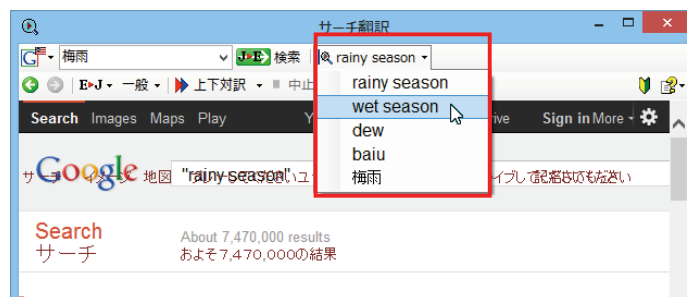 サーチ翻訳
梅雨 J▸E 検索 rainy season
E▸J 一般 上下対訳 中止
rainy season
wet season
dew
baiu
梅雨
Search Images Maps Play Sign in More
Google 地図 "rainy season"
Search
サーチ
About 7,470,000 results
およそ7,470,000の結果